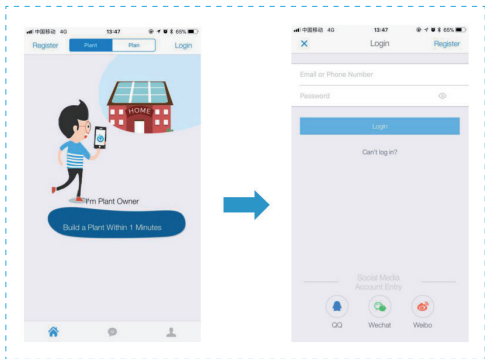 中国移动 4G 13:47 65%
Register Plant Plan Login
HOME
I'm Plant Owner
Build a Plant Within 1 Minutes
中国移动 4G 13:47 65%
Login Register
Email or Phone Number
Password
Login
Can't log in?
Social Media
Account Entry
QQ Wechat Weibo